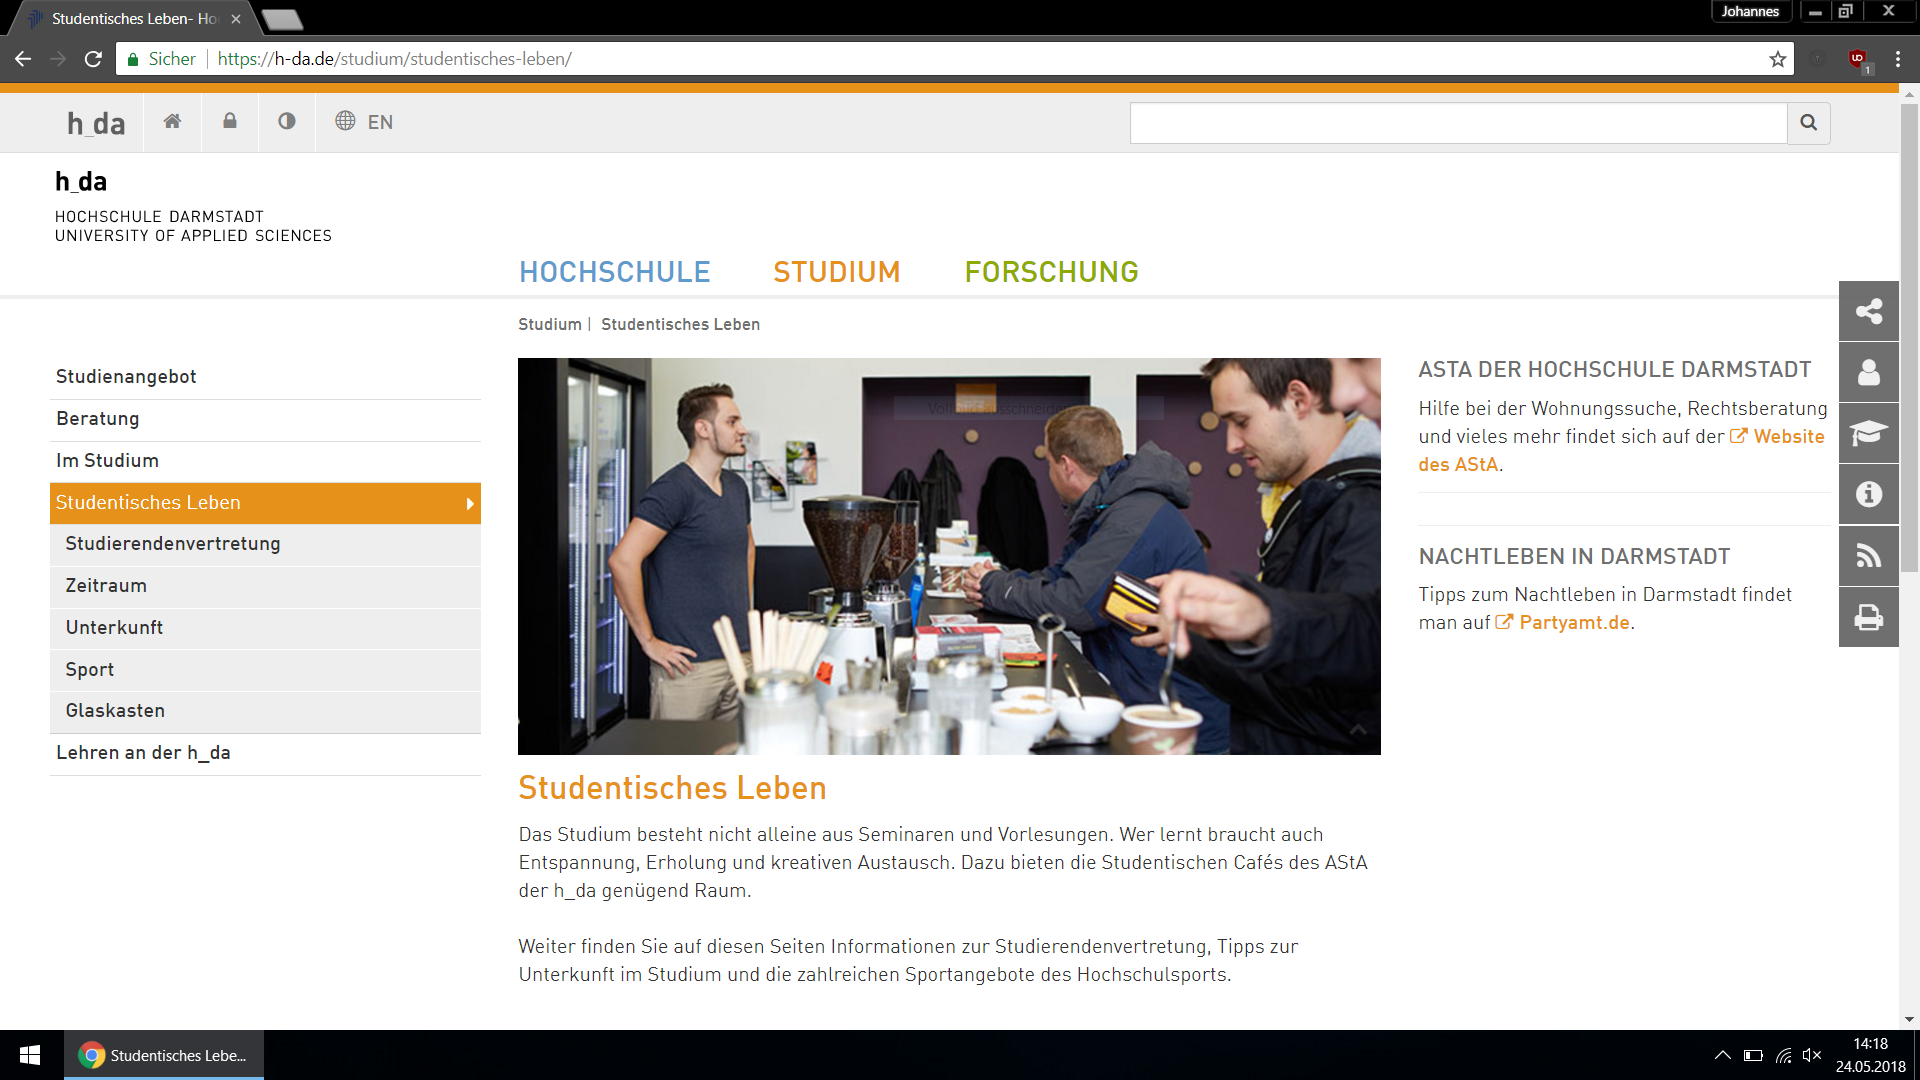 Studentisches Leben- Ho
Johannes
Sicher
https://h-da.de/studium/studentisches-leben/
1
h_da
EN
h_da
HOCHSCHULE DARMSTADT
UNIVERSITY OF APPLIED SCIENCES
HOCHSCHULE
STUDIUM
FORSCHUNG
Studium | Studentisches Leben
Studienangebot
Beratung
Im Studium
Studentisches Leben
Studierendenvertretung
Zeitraum
Unterkunft
Sport
Glaskasten
Lehren an der h_da
Studentisches Leben
Das Studium besteht nicht alleine aus Seminaren und Vorlesungen. Wer lernt braucht auch
Entspannung, Erholung und kreativen Austausch. Dazu bieten die Studentischen Cafés des AStA
der h_da genügend Raum.
Weiter finden Sie auf diesen Seiten Informationen zur Studierendenvertretung, Tipps zur
Unterkunft im Studium und die zahlreichen Sportangebote des Hochschulsports.
ASTA DER HOCHSCHULE DARMSTADT
Hilfe bei der Wohnungssuche, Rechtsberatung
und vieles mehr findet sich auf der Website
des AStA.
NACHTLEBEN IN DARMSTADT
Tipps zum Nachtleben in Darmstadt findet
man auf Partyamt.de.
Studentisches Lebe...
14:18
24.05.2018